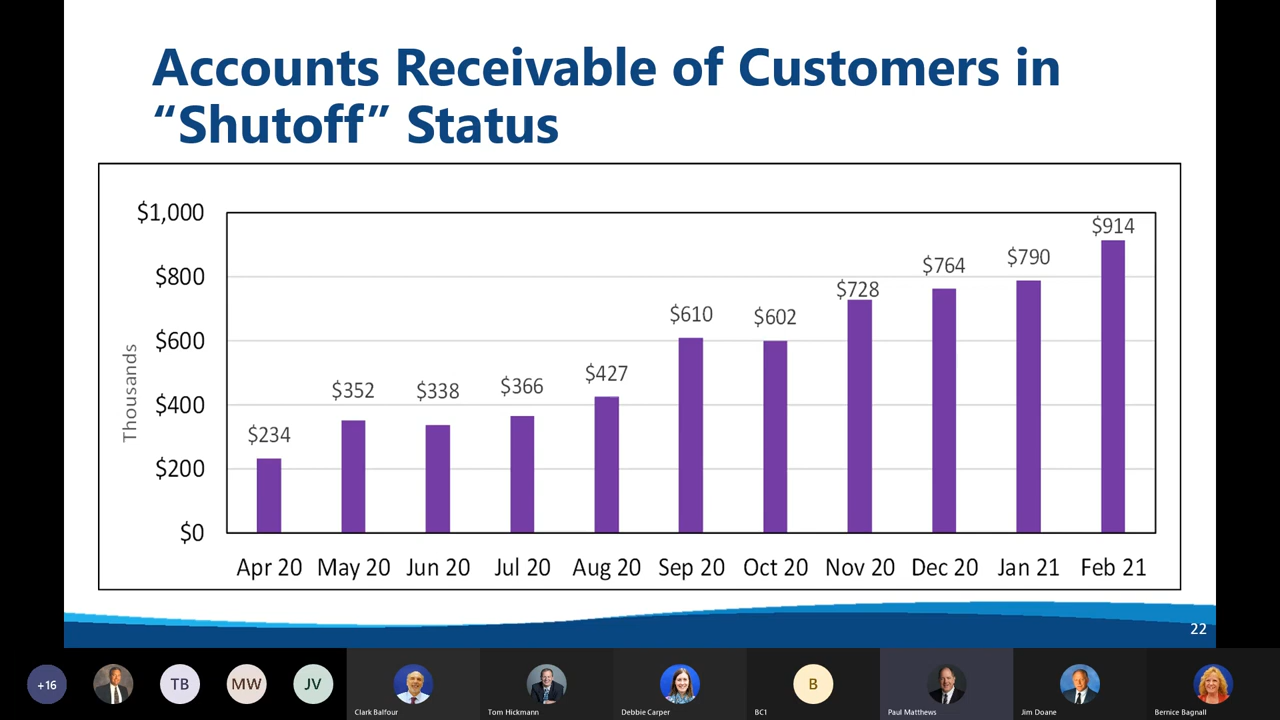 Accounts Receivable of Customers in
“Shutoff” Status
$1,000
$800
$600
$400
$200
$0
Thousands
$234
$352
$338
$366
$427
$610
$602
$728
$764
$790
$914
Apr 20 May 20 Jun 20 Jul 20 Aug 20 Sep 20 Oct 20 Nov 20 Dec 20 Jan 21 Feb 21
22
+16
TB
MW
JV
B
Clark Balfour
Tom Hickmann
Debbie Carper
BC1
Paul Matthews
Jim Doane
Bernice Bagnall